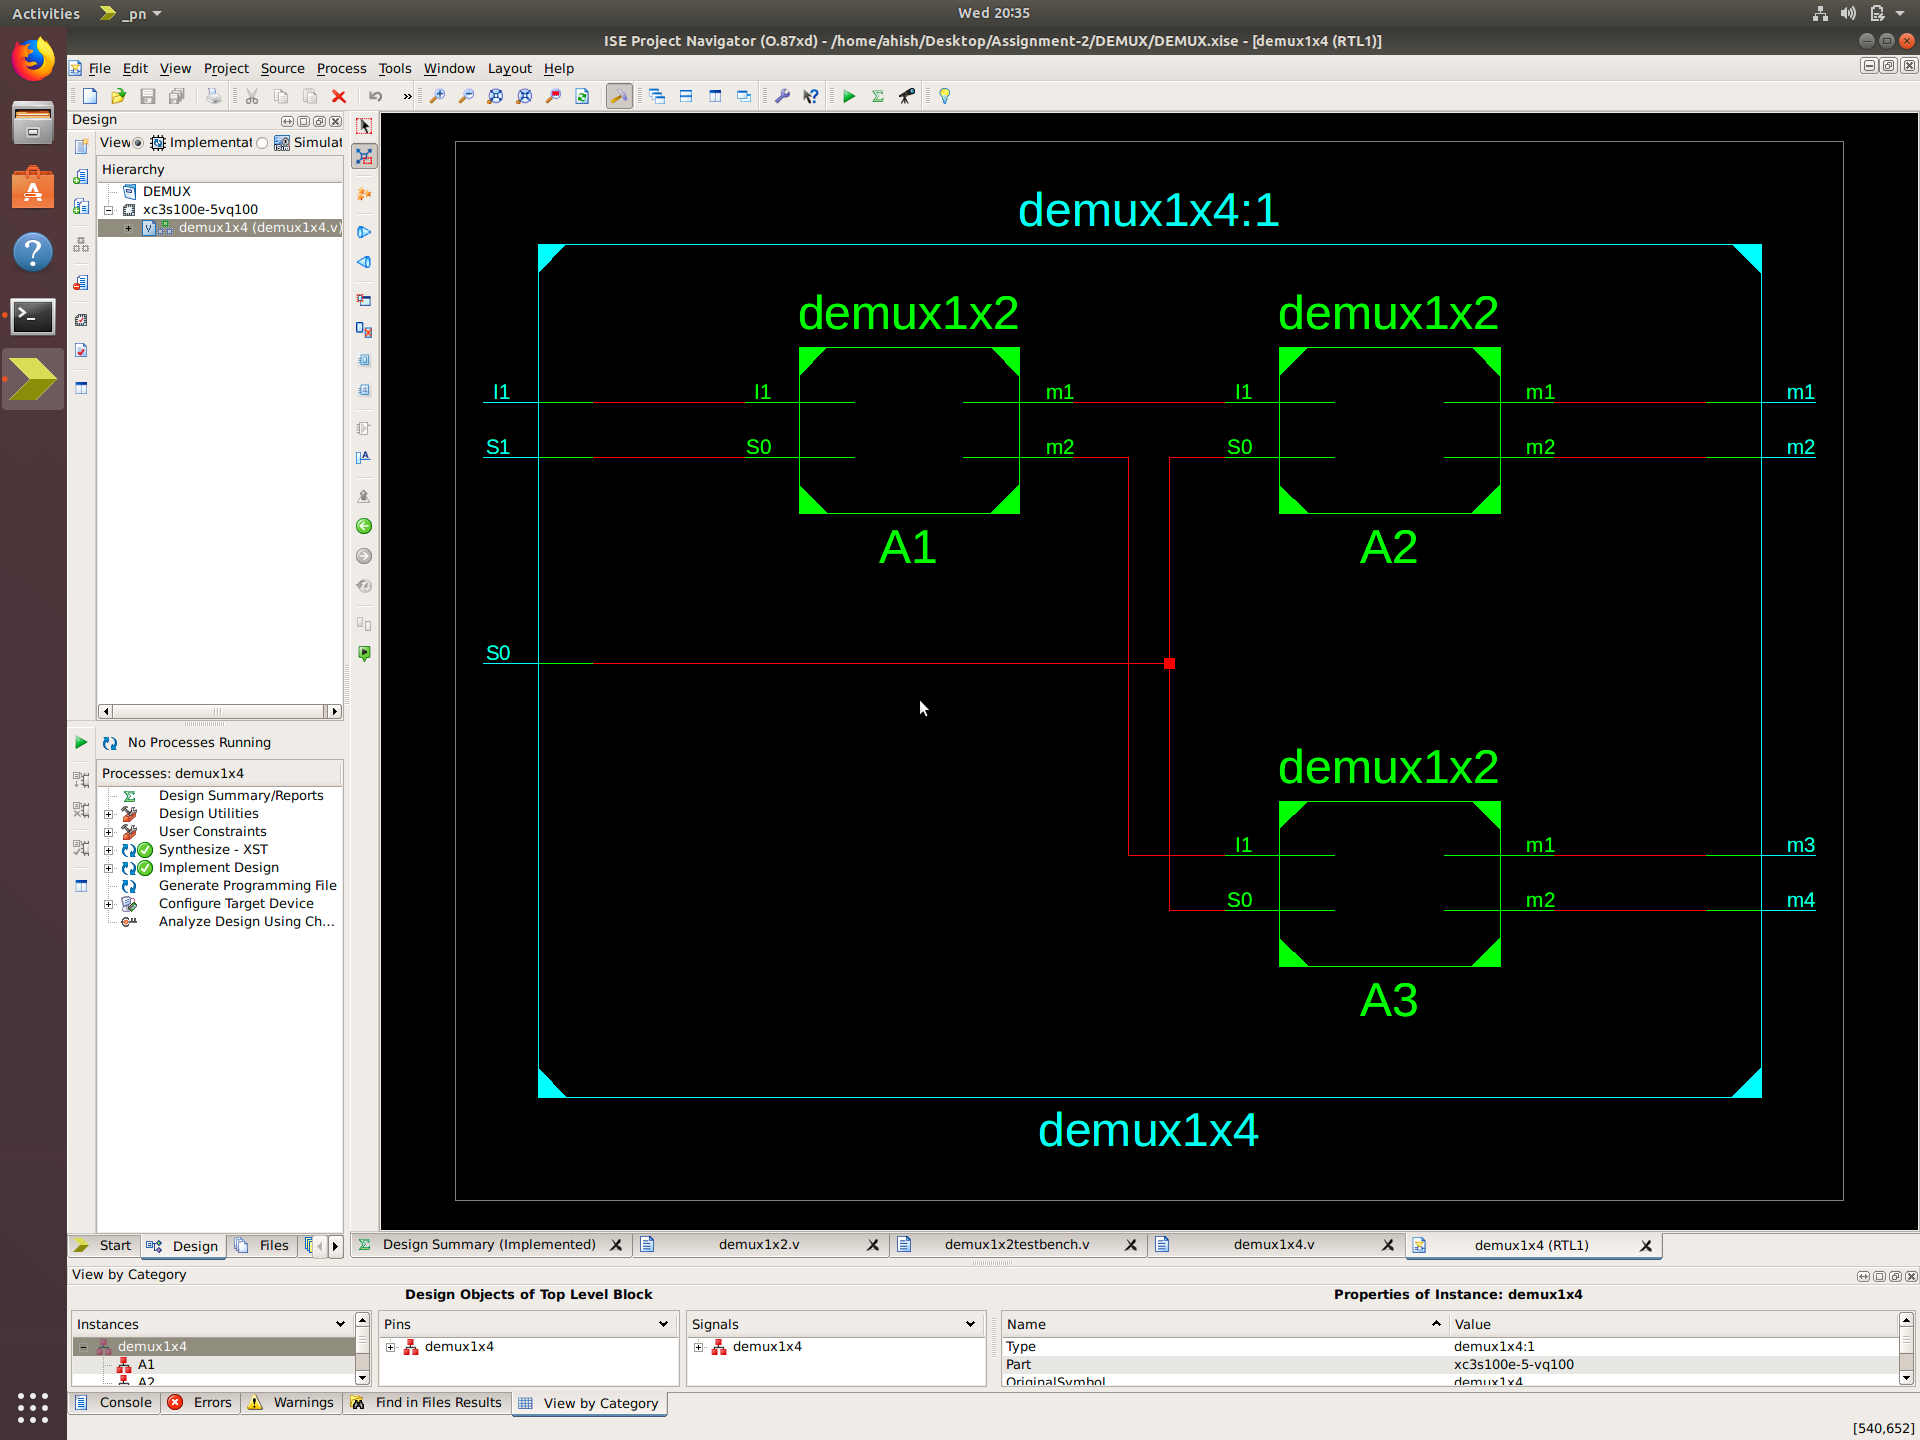 Activities
_pn
Wed 20:35
ISE Project Navigator (O.87xd) - /home/ahish/Desktop/Assignment-2/DEMUX/DEMUX.xise - [demux1x4 (RTL1)]
File Edit View Project Source Process Tools Window Layout Help
Design
View Implementat Simulat
Hierarchy
DEMUX
xc3s100e-5vq100
demux1x4 (demux1x4.v)
No Processes Running
Processes: demux1x4
Design Summary/Reports
Design Utilities
User Constraints
Synthesize - XST
Implement Design
Generate Programming File
Configure Target Device
Analyze Design Using Ch...
Start Design Files
demux1x4:1
demux1x2 demux1x2
I1 I1 m1 I1 m1 m1
S1 S0 m2 S0 m2 m2
A1 A2
S0
demux1x2
I1 m1 m3
S0 m2 m4
A3
demux1x4
Design Summary (Implemented) demux1x2.v demux1x2testbench.v demux1x4.v demux1x4 (RTL1)
View by Category
Design Objects of Top Level Block Properties of Instance: demux1x4
Instances Pins Signals Name Value
demux1x4 demux1x4 demux1x4 Type demux1x4:1
A1 Part xc3s100e-5-vq100
A2 OriginalSymbol demux1x4
Console Errors Warnings Find in Files Results View by Category
[540,652]